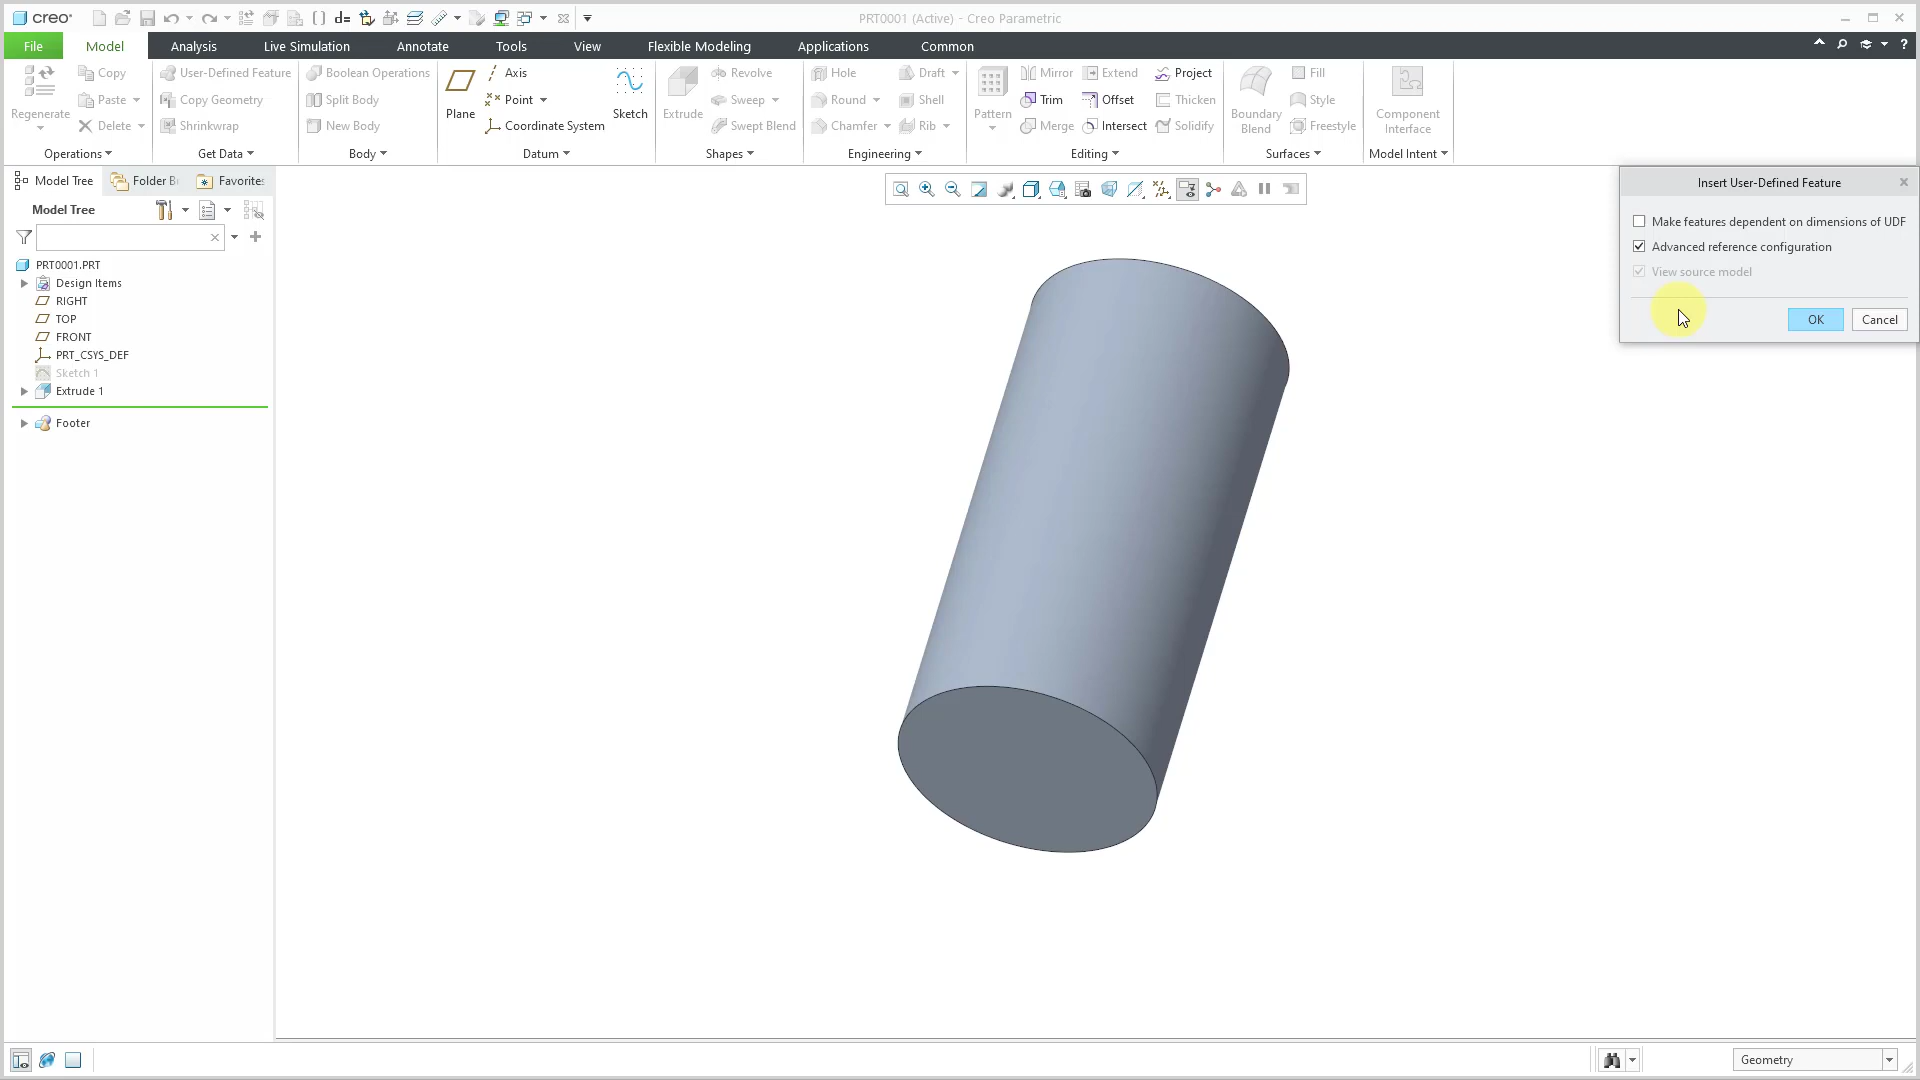 creo
PRT0001 (Active) - Creo Parametric
File Model Analysis Live Simulation Annotate Tools View Flexible Modeling Applications Common
Regenerate
Copy
Paste
Delete
Operations
User-Defined Feature
Copy Geometry
Shrinkwrap
Get Data
Boolean Operations
Split Body
New Body
Body
Plane
Axis
Point
Coordinate System
Sketch
Datum
Extrude
Revolve
Sweep
Swept Blend
Shapes
Hole
Round
Chamfer
Draft
Shell
Rib
Engineering
Pattern
Mirror
Trim
Merge
Extend
Offset
Intersect
Project
Thicken
Solidify
Editing
Boundary
Blend
Fill
Style
Freestyle
Surfaces
Component
Interface
Model Intent
Model Tree
Folder B
Favorites
Model Tree
PRT0001.PRT
Design Items
RIGHT
TOP
FRONT
PRT_CSYS_DEF
Sketch 1
Extrude 1
Footer
Insert User-Defined Feature
Make features dependent on dimensions of UDF
Advanced reference configuration
View source model
OK
Cancel
Geometry